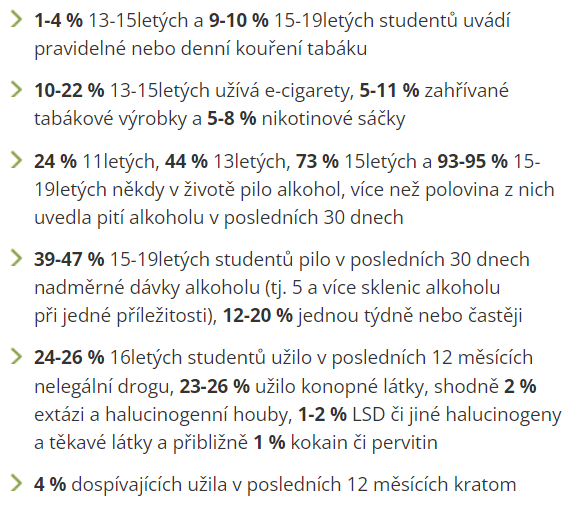 1-4 % 13-15letých a 9-10 % 15-19letých studentů uvádí
pravidelné nebo denní kouření tabáku
10-22 % 13-15letých užívá e-cigarety, 5-11 % zahřívané
tabákové výrobky a 5-8 % nikotinové sáčky
24 % 11letých, 44 % 13letých, 73 % 15letých a 93-95 % 15-
19letých někdy v životě pilo alkohol, více než polovina z nich
uvedla pití alkoholu v posledních 30 dnech
39-47 % 15-19letých studentů pilo v posledních 30 dnech
nadměrné dávky alkoholu (tj. 5 a více sklenic alkoholu
při jedné příležitosti), 12-20 % jednou týdně nebo častěji
24-26 % 16letých studentů užilo v posledních 12 měsících
nelegální drogu, 23-26 % užilo konopné látky, shodně 2 %
extázi a halucinogenní houby, 1-2 % LSD či jiné halucinogeny
a těkavé látky a přibližně 1 % kokain či pervitin
4 % dospívajících užila v posledních 12 měsících kratom